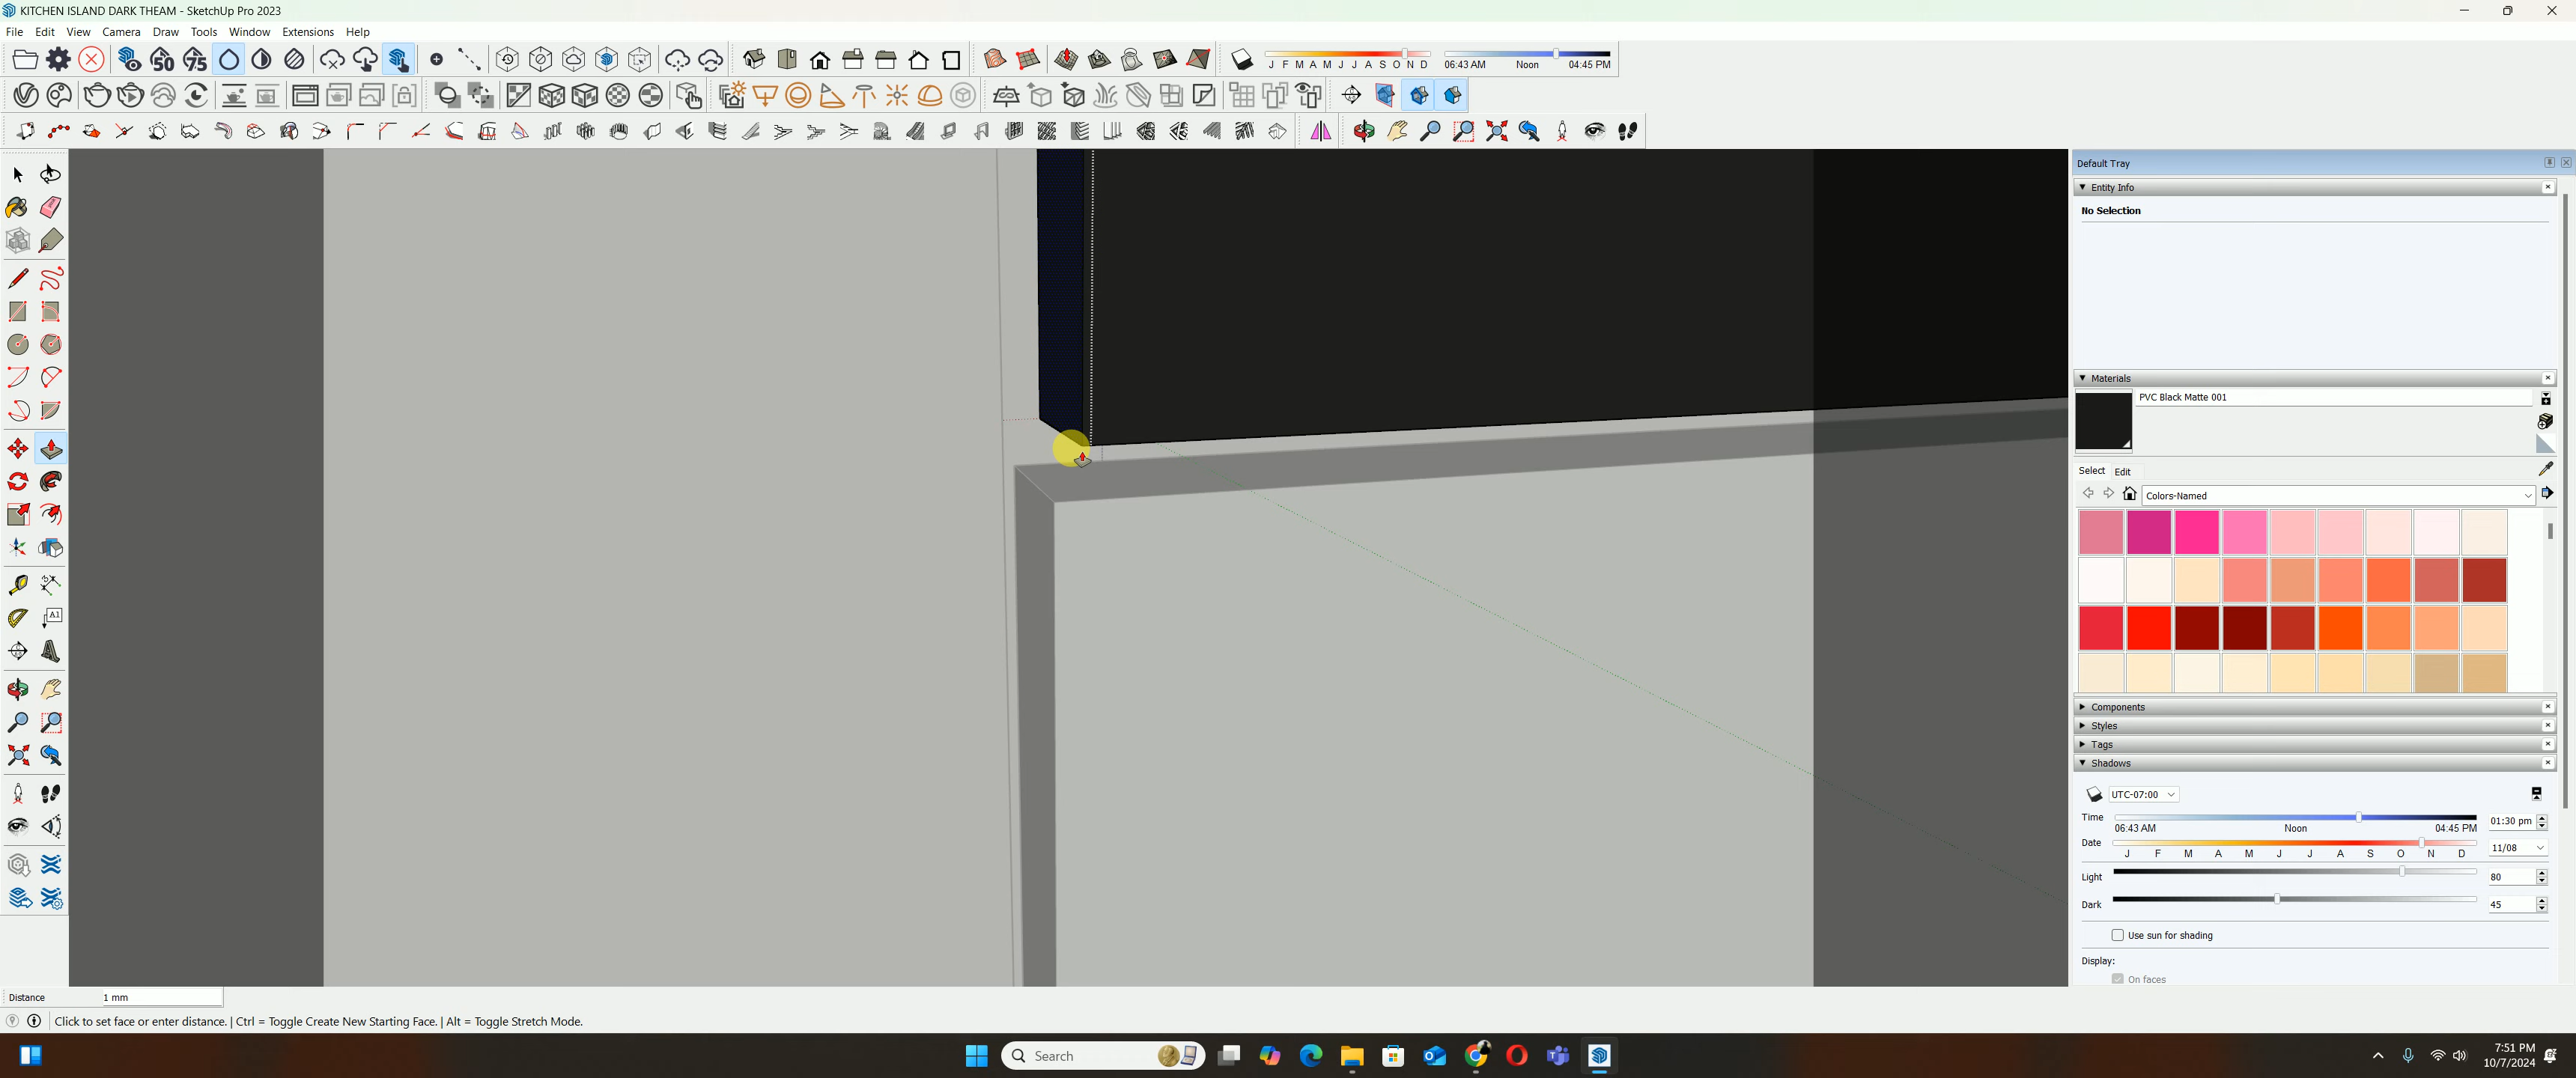 KITCHEN ISLAND DARK THEAM - SketchUp Pro 2023
File Edit View Camera Draw Tools Window Extensions Help
50 75
J F M A M J J A S O N D 06:43 AM Noon 04:45 PM
Default Tray
Entity Info
No Selection
Materials
PVC Black Matte 001
Select Edit
Colors-Named
A1
Components
Styles
Tags
Shadows
UTC-07:00
Time 01:30 pm
06:43 AM Noon 04:45 PM
Date 11/08
J F M A M J J A S O N D
Light 80
Dark 45
Use sun for shading
Display:
On faces
Distance 1 mm
Click to set face or enter distance. | Ctrl = Toggle Create New Starting Face. | Alt = Toggle Stretch Mode.
Search
7:51 PM
10/7/2024